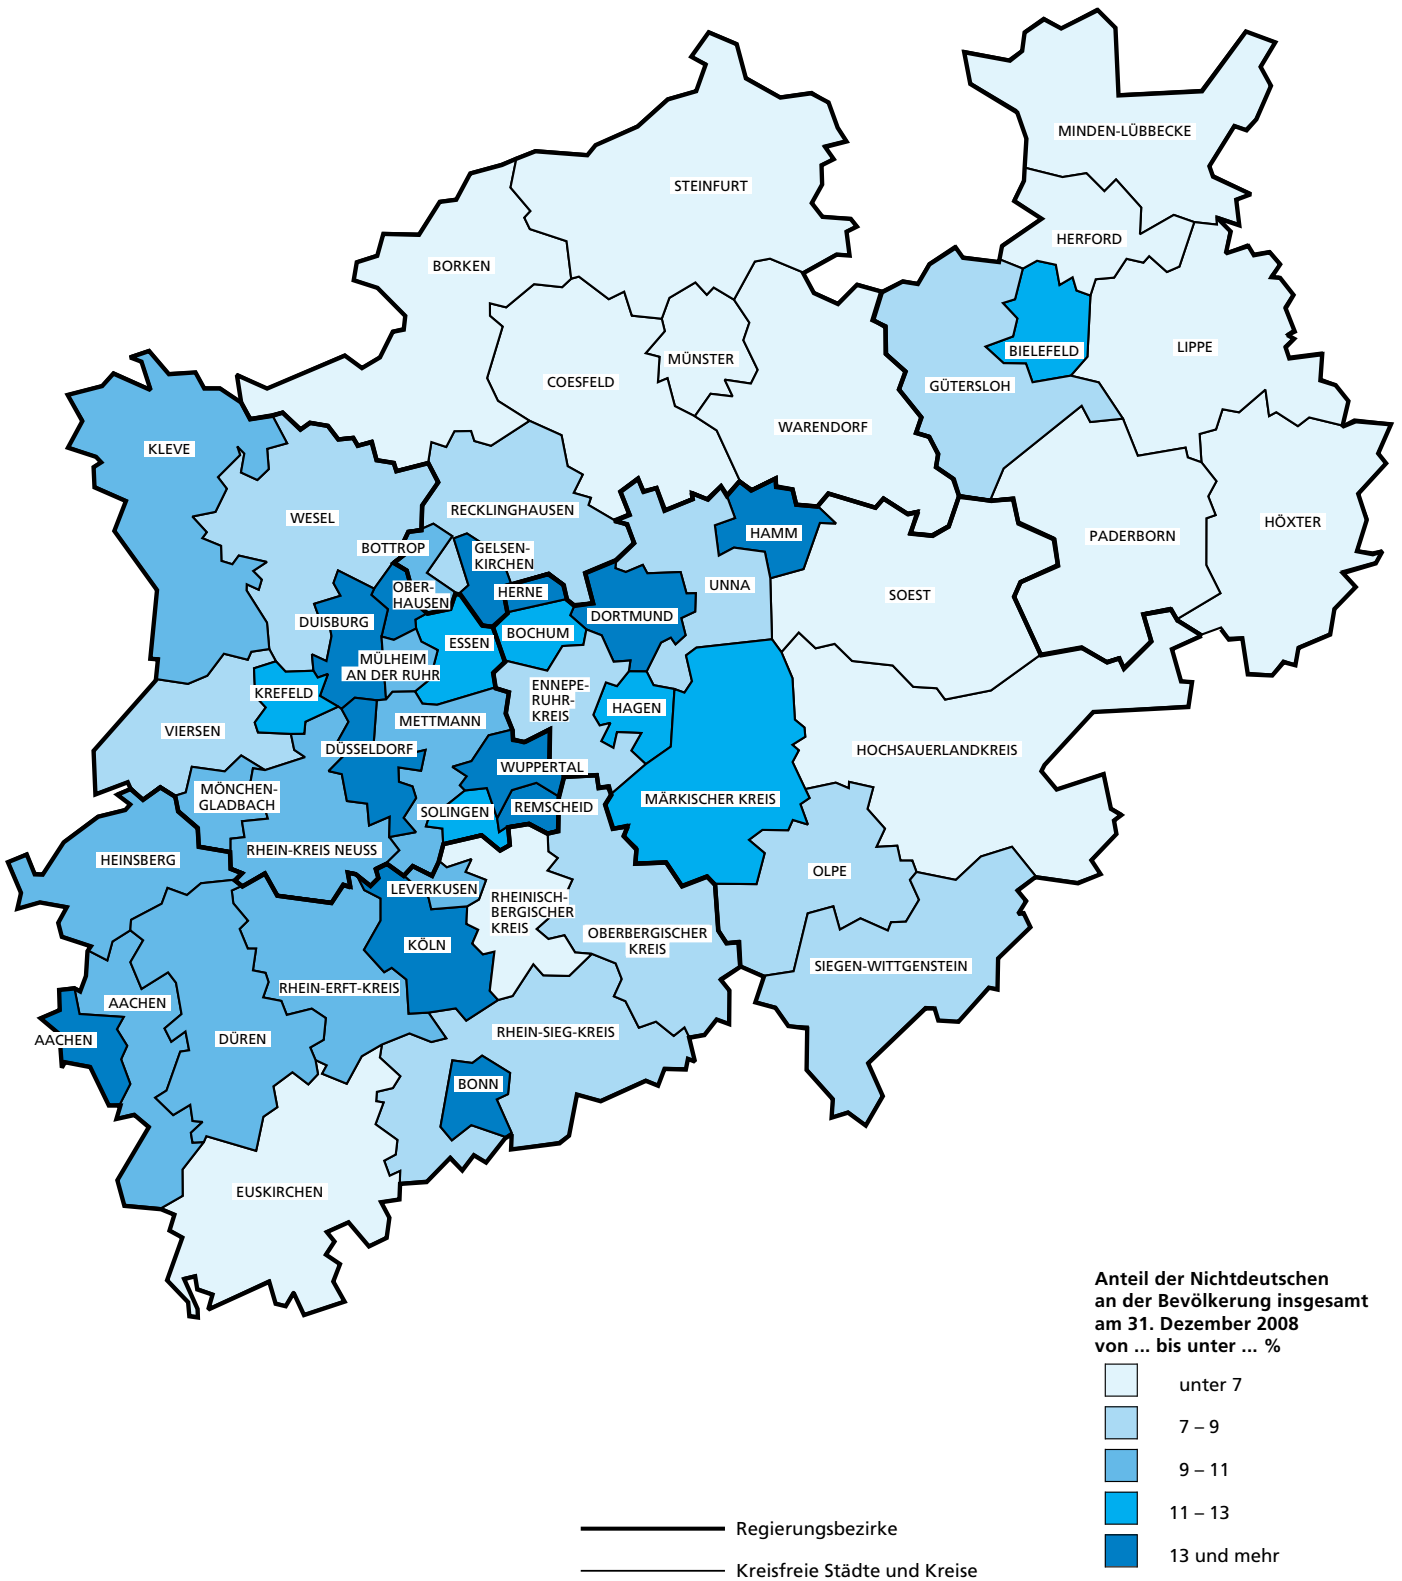 MINDEN-LÜBBECKE
STEINFURT
HERFORD
BORKEN
LIPPE
BIELEFELD
MÜNSTER
COESFELD
GÜTERSLOH
WARENDORF
KLEVE
RECKLINGHAUSEN
WESEL
HÖXTER
HAMM
PADERBORN
BOTTROP
GELSEN-
KIRCHEN
UNNA
OBER-
HAUSEN
HERNE
SOEST
DORTMUND
DUISBURG
BOCHUM
ESSEN
MÜLHEIM
AN DER RUHR
KREFELD
ENNEPE-
RUHR-
KREIS
HAGEN
METTMANN
VIERSEN
DÜSSELDORF
HOCHSAUERLANDKREIS
WUPPERTAL
MÖNCHEN-
GLADBACH
MÄRKISCHER KREIS
REMSCHEID
SOLINGEN
RHEIN-KREIS NEUSS
HEINSBERG
OLPE
LEVERKUSEN
RHEINISCH-
BERGISCHER
KREIS
OBERBERGISCHER
KREIS
KÖLN
SIEGEN-WITTGENSTEIN
RHEIN-ERFT-KREIS
AACHEN
RHEIN-SIEG-KREIS
AACHEN
DÜREN
BONN
EUSKIRCHEN
Anteil der Nichtdeutschen
an der Bevölkerung insgesamt
am 31. Dezember 2008
von ... bis unter ... %
unter 7
7 – 9
9 – 11
11 – 13
13 und mehr
Regierungsbezirke
Kreisfreie Städte und Kreise